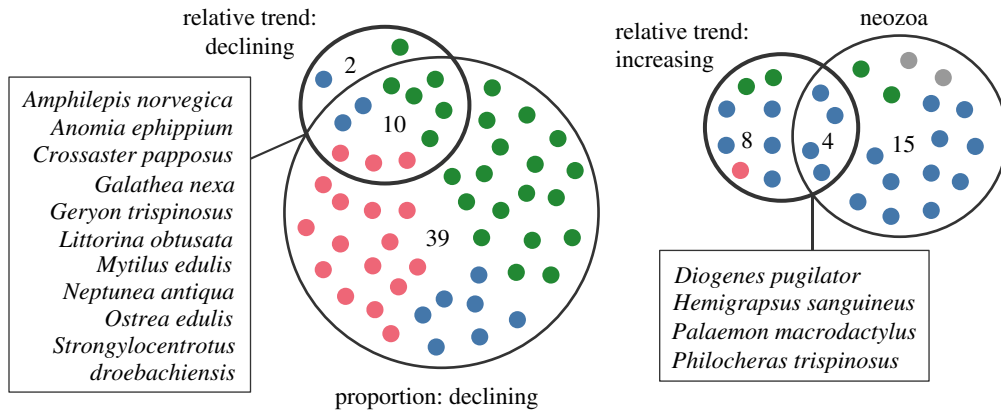 relative trend:
declining
2
10
39
Amphilepis norvegica
Anomia ephippium
Crossaster papposus
Galathea nexa
Geryon trispinosus
Littorina obtusata
Mytilus edulis
Neptunea antiqua
Ostrea edulis
Strongylocentrotus
droebachiensis
proportion: declining
relative trend:
increasing
neozoa
8
4
15
Diogenes pugilator
Hemigrapsus sanguineus
Palaemon macrodactylus
Philocheras trispinosus